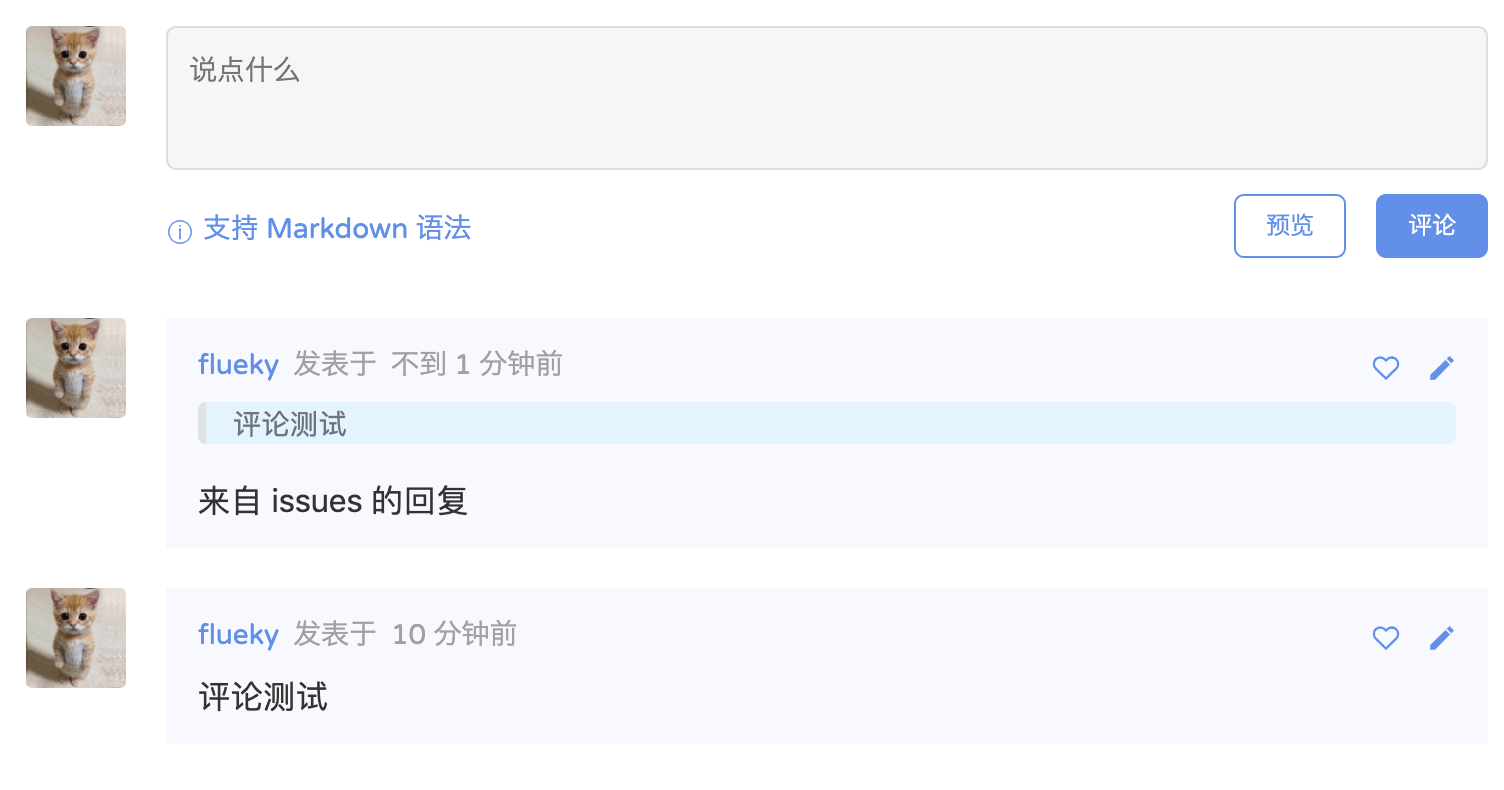 说点什么
支持 Markdown 语法
预览
评论
flueky 发表于 不到 1 分钟前
评论测试
来自 issues 的回复
flueky 发表于 10 分钟前
评论测试